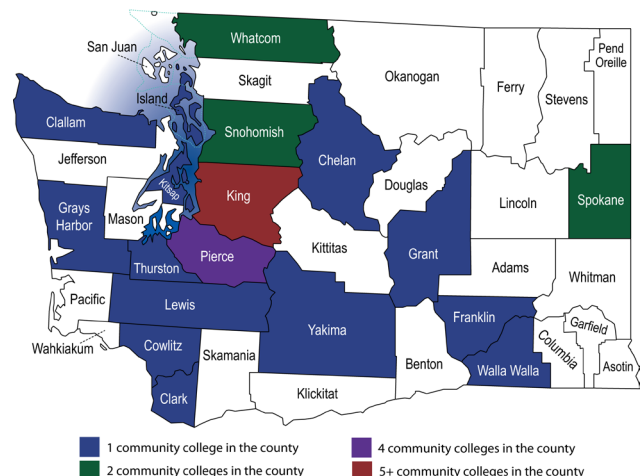 Whatcom
San Juan
Skagit
Okanogan
Ferry
Stevens
Pend
Oreille
Island
Clallam
Snohomish
Chelan
Jefferson
Douglas
Kitsap
King
Lincoln
Spokane
Grays
Harbor
Mason
Kittitas
Grant
Pierce
Thurston
Adams
Whitman
Pacific
Lewis
Yakima
Franklin
Garfield
Wahkiakum
Cowlitz
Skamania
Columbia
Benton
Walla Walla
Asotin
Clark
Klickitat
1 community college in the county
4 community colleges in the county
2 community colleges in the county
5+ community colleges in the county